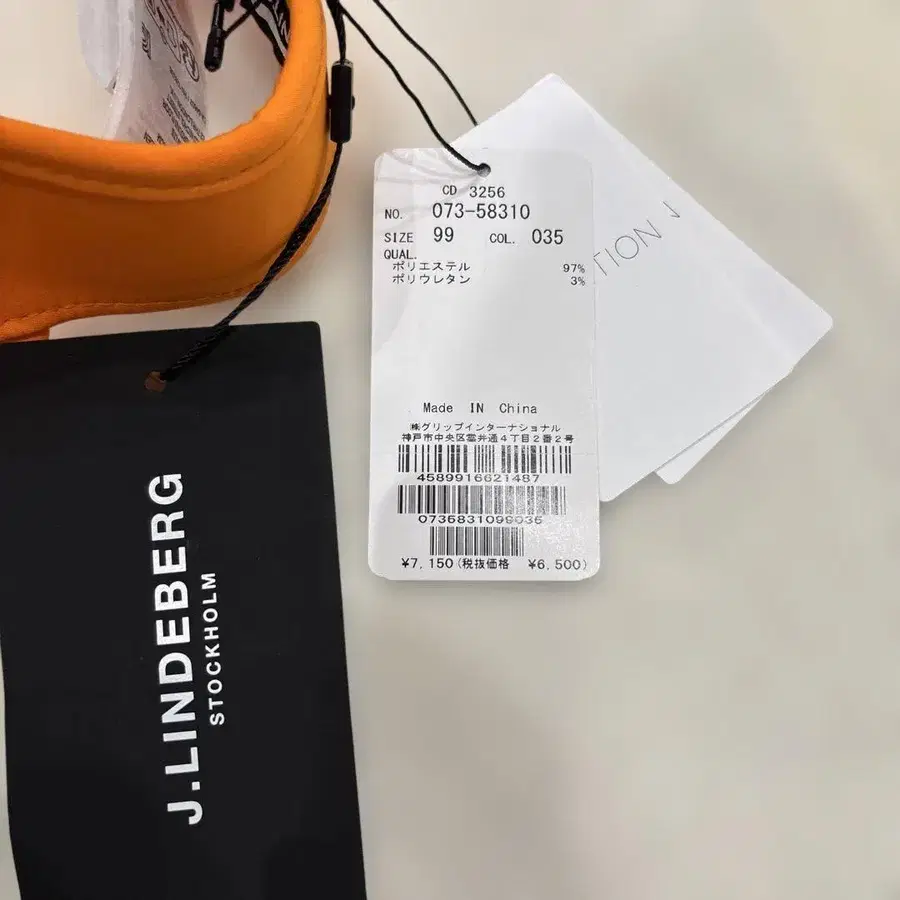 CD 3256
NO. 073-58310
SIZE 99 COL. 035
QUAL.
ポリエステル 97%
ポリウレタン 3%
Made IN China
㈱グリップインターナショナル
神戸市中央区雲井通4丁目2番2号
4589916621487
0735831099035
¥7,150(税抜価格 ¥6,500)
TION J
J.LINDEBERG
STOCKHOLM